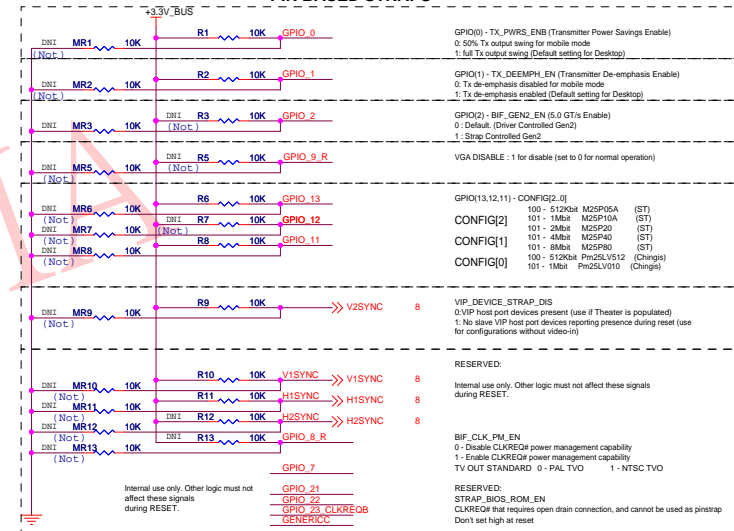 PIN BASED STRAPS
+3.3V_BUS
R1 10K GPIO_0
DNI MR1 10K
(Not)
GPIO(0) - TX_PWRS_ENB (Transmitter Power Savings Enable)
0: 50% Tx output swing for mobile mode
1: full Tx output swing (Default setting for Desktop)
R2 10K GPIO_1
DNI MR2 10K
(Not)
GPIO(1) - TX_DEEMPH_EN (Transmitter De-emphasis Enable)
0: Tx de-emphasis disabled for mobile mode
1: Tx de-emphasis enabled (Default setting for Desktop)
DNI R3 10K GPIO_2
(Not)
DNI MR3 10K
(Not)
GPIO(2) - BIF_GEN2_EN (5.0 GT/s Enable)
0 : Default. (Driver Controlled Gen2)
1 : Strap Controlled Gen2
DNI R5 10K GPIO_9_R
(Not)
MR5 10K
(Not)
VGA DISABLE : 1 for disable (set to 0 for normal operation)
R6 10K GPIO_13
DNI MR6 10K
(Not)
DNI R7 10K GPIO_12
(Not)
DNI MR7 10K
(Not)
R8 10K GPIO_11
DNI MR8 10K
(Not)
GPIO(13,12,11) - CONFIG[2..0]
100 - 512Kbit M25P05A (ST)
CONFIG[2] 101 - 1Mbit M25P10A (ST)
101 - 2Mbit M25P20 (ST)
CONFIG[1] 101 - 4Mbit M25P40 (ST)
101 - 8Mbit M25P80 (ST)
CONFIG[0] 100 - 512Kbit Pm25LV512 (Chingis)
101 - 1Mbit Pm25LV010 (Chingis)
R9 10K V2SYNC 8
DNI MR9 10K
(Not)
VIP_DEVICE_STRAP_DIS
0:VIP host port devices present (use if Theater is populated)
1: No slave VIP host port devices reporting presence during reset (use
for configurations without video-in)
R10 10K V1SYNC V1SYNC 8
DNI MR10 10K
(Not)
R11 10K H1SYNC H1SYNC 8
DNI MR11 10K
(Not)
DNI R12 10K H2SYNC H2SYNC 8
DNI MR12 10K
(Not)
DNI R13 10K GPIO_8_R
DNI MR13 10K
(Not)
RESERVED:
Internal use only. Other logic must not affect these signals
during RESET.
BIF_CLK_PM_EN
0 - Disable CLKREQ# power management capability
1 - Enable CLKREQ# power management capability
GPIO_7
TV OUT STANDARD 0 - PAL TVO 1 - NTSC TVO
Internal use only. Other logic must not
affect these signals
during RESET.
GPIO_21
GPIO_22
GPIO_23_CLKREQB
GENERICC
RESERVED:
STRAP_BIOS_ROM_EN
CLKREQ# that requires open drain connection, and cannot be used as pinstrap
Don't set high at reset